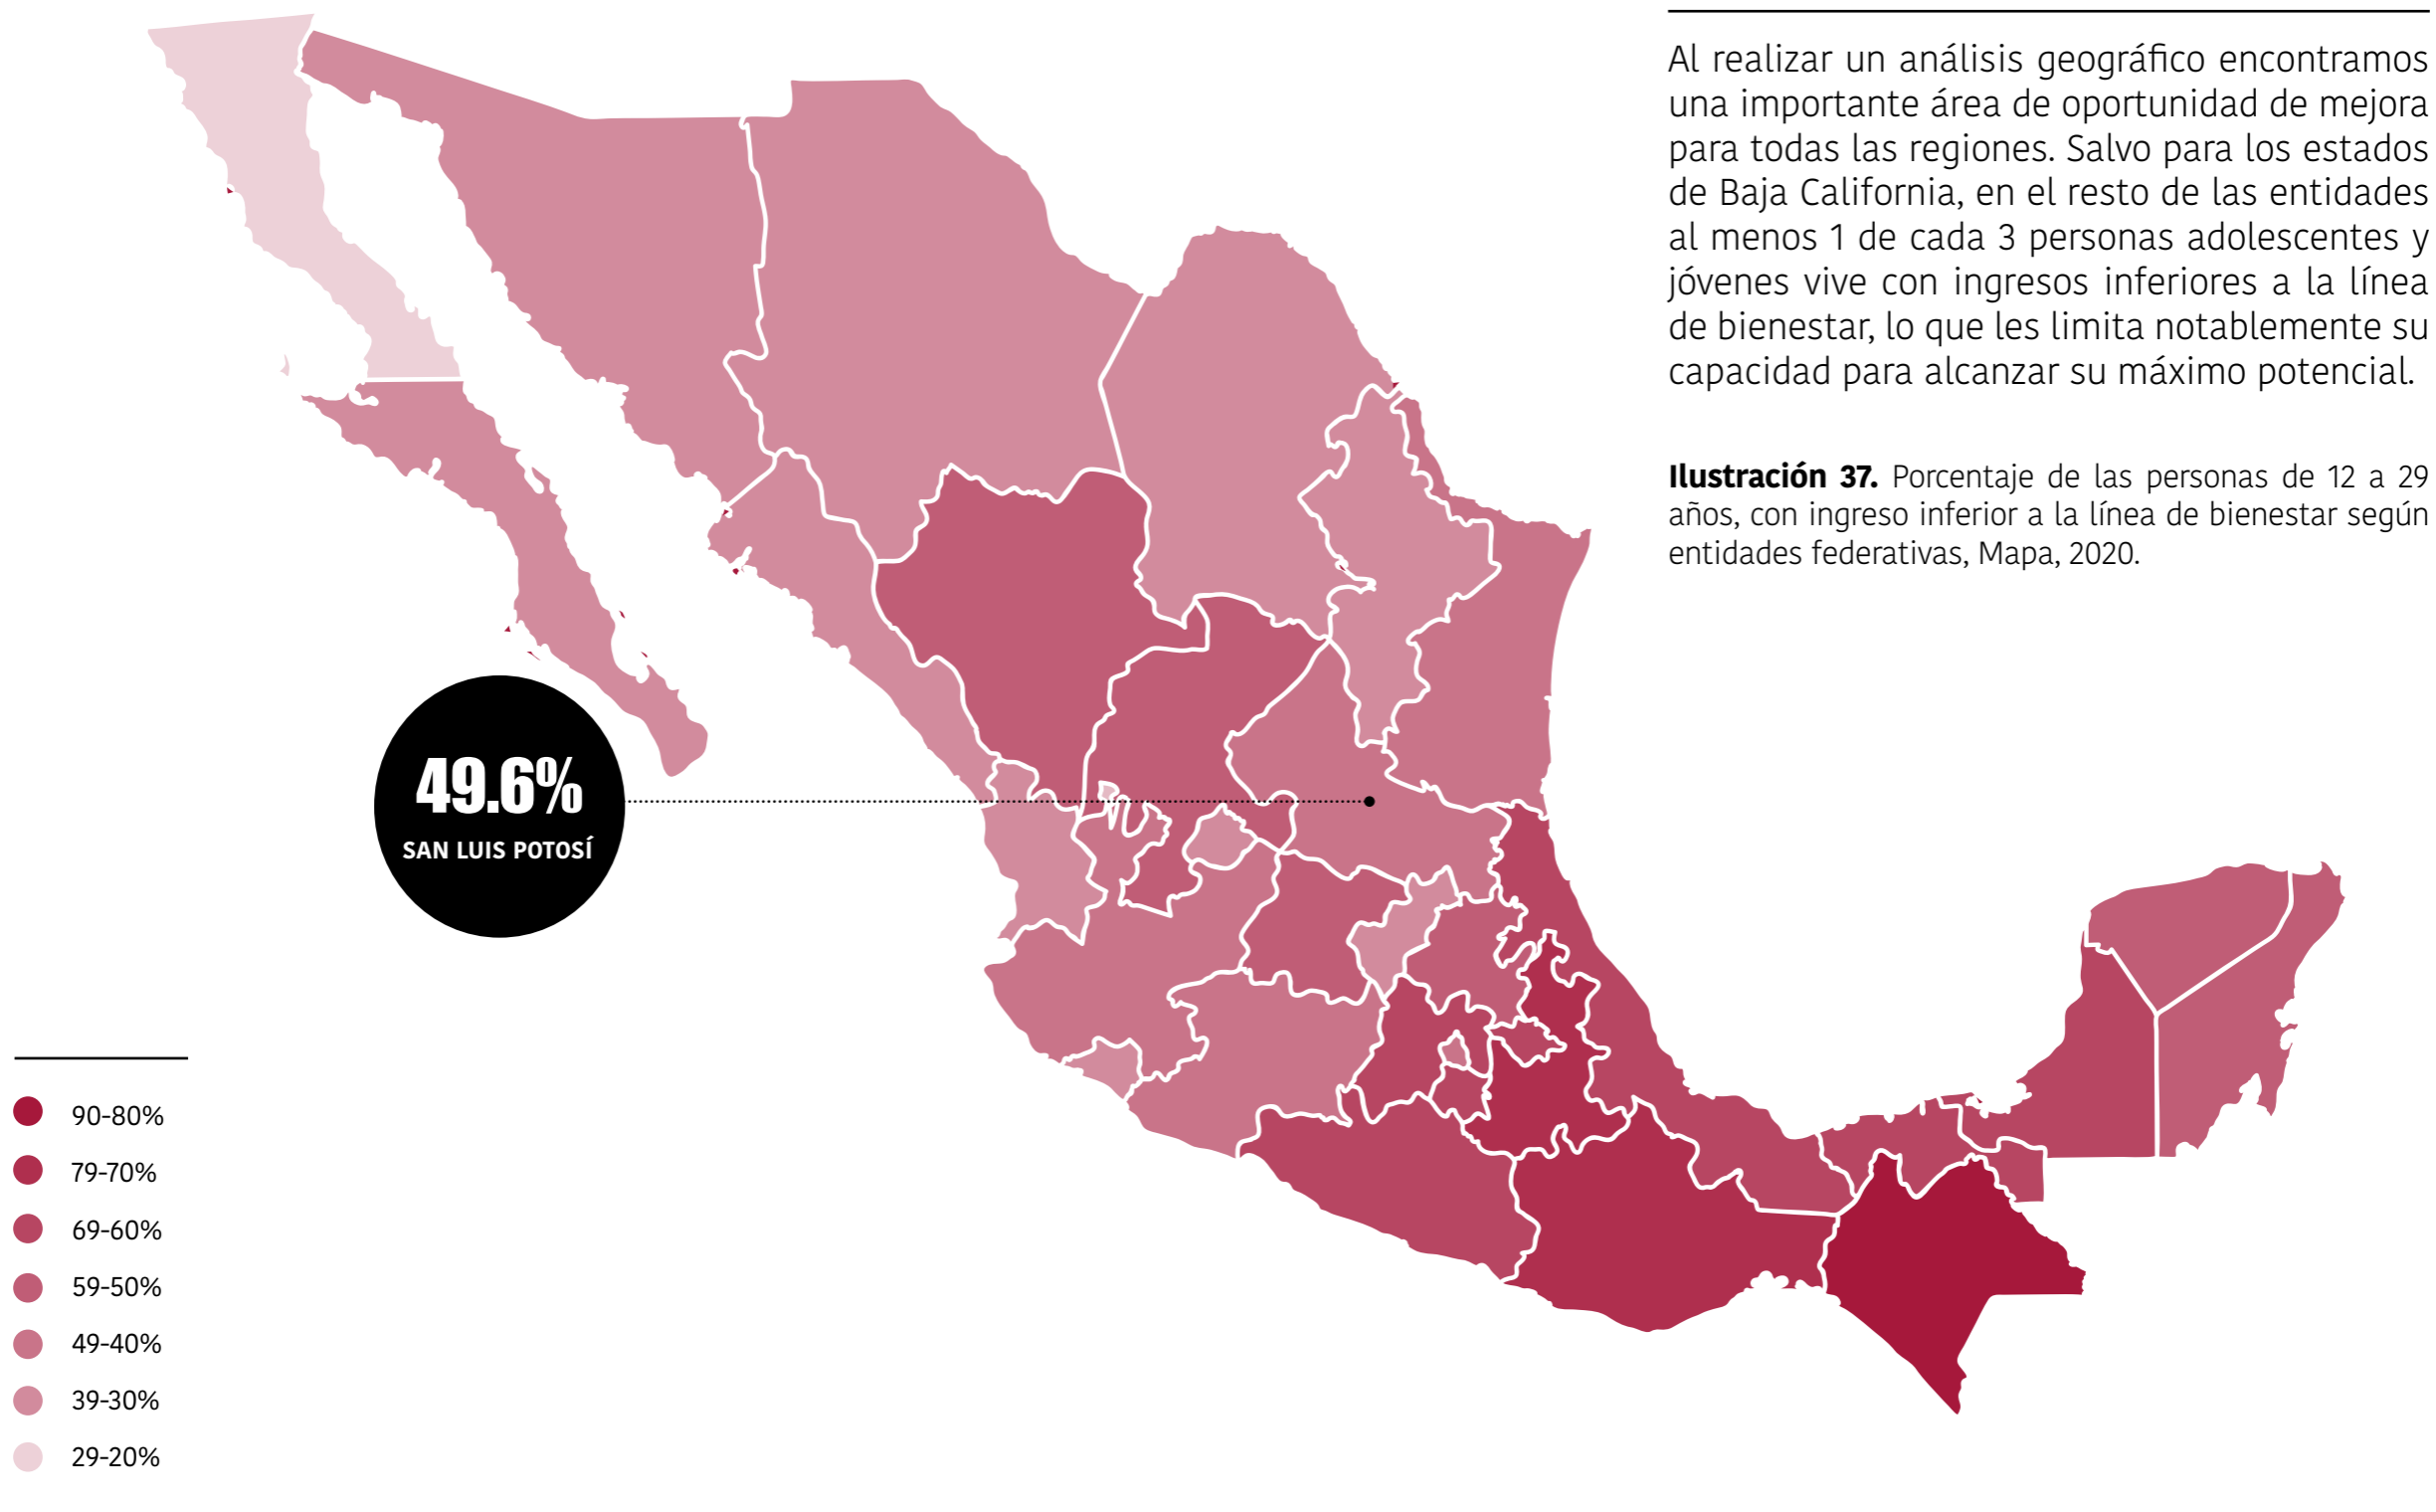 Al realizar un análisis geográfico encontramos
una importante área de oportunidad de mejora
para todas las regiones. Salvo para los estados
de Baja California, en el resto de las entidades
al menos 1 de cada 3 personas adolescentes y
jóvenes vive con ingresos inferiores a la línea
de bienestar, lo que les limita notablemente su
capacidad para alcanzar su máximo potencial.
Ilustración 37. Porcentaje de las personas de 12 a 29
años, con ingreso inferior a la línea de bienestar según
entidades federativas, Mapa, 2020.
49.6%
SAN LUIS POTOSÍ
90-80%
79-70%
69-60%
59-50%
49-40%
39-30%
29-20%